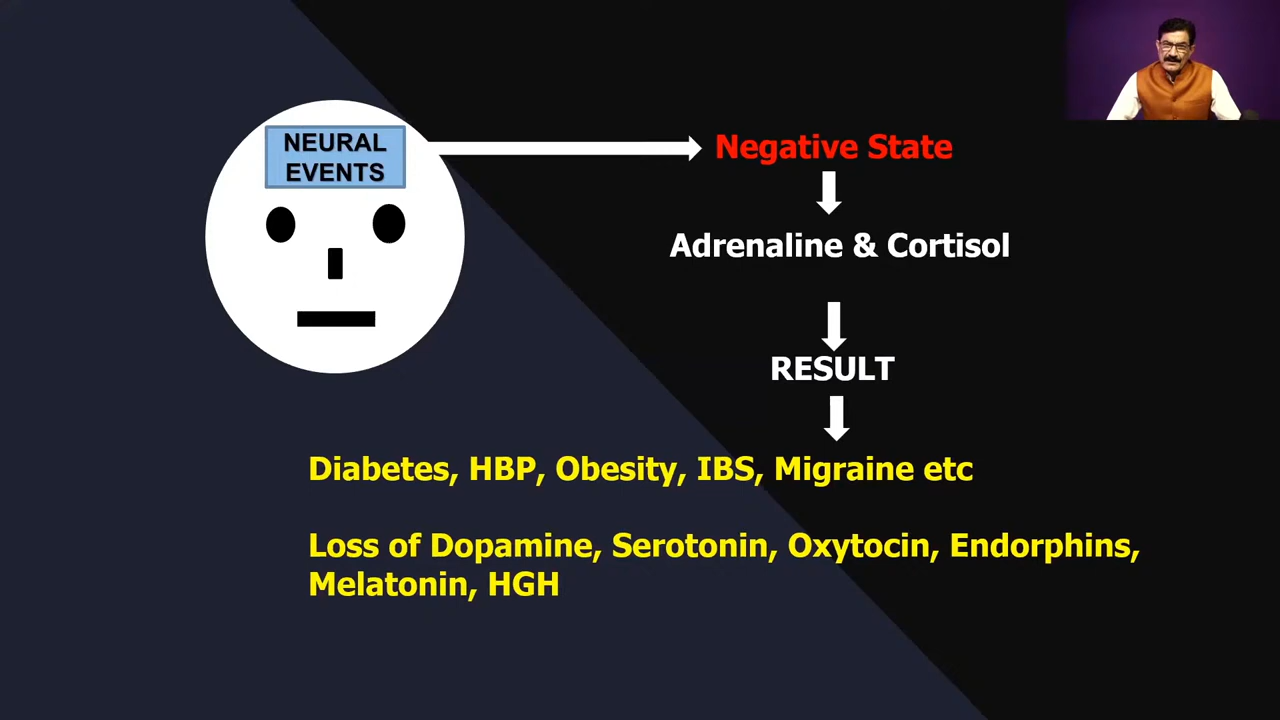 NEURAL
EVENTS
Negative State
Adrenaline & Cortisol
RESULT
Diabetes, HBP, Obesity, IBS, Migraine etc
Loss of Dopamine, Serotonin, Oxytocin, Endorphins,
Melatonin, HGH